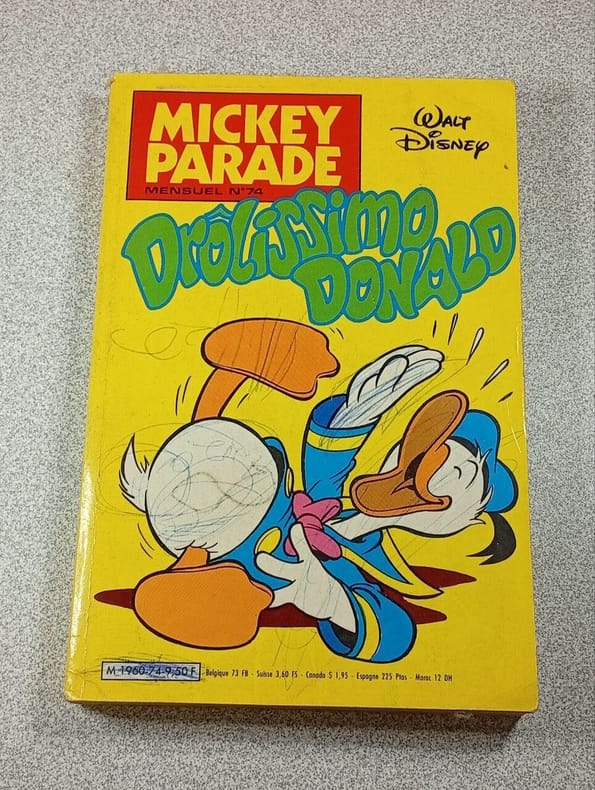 MICKEY
PARADE
MENSUEL N°74
WALT
DISNEY
DRÔLISSIMO
DONALD
M-1960-74-9,50F - Belgique 73 FB - Suisse 3,60 FS - Canada $ 1,95 - Espagne 225 Ptas - Maroc 12 DH